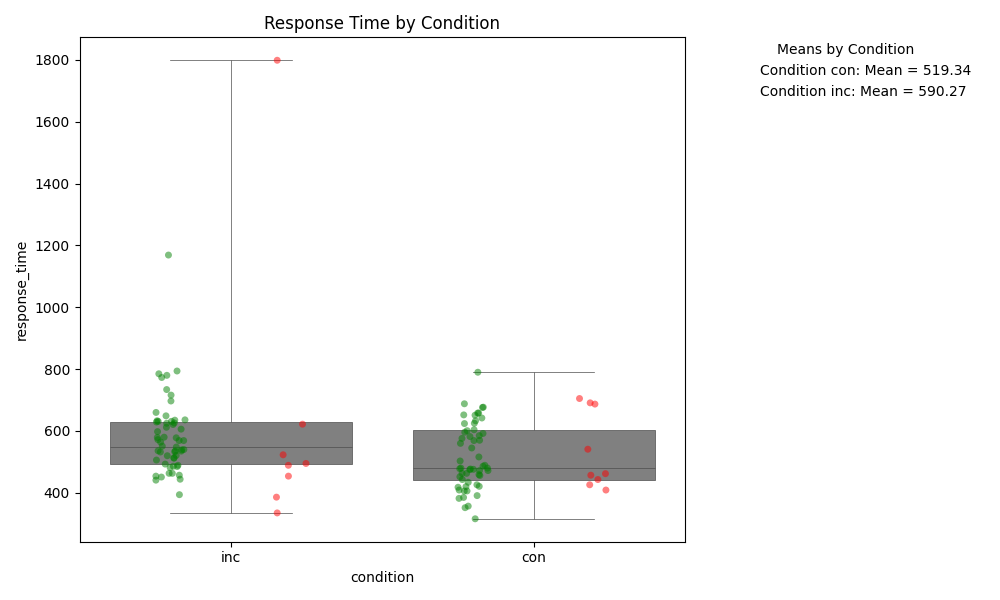 Response Time by Condition
Means by Condition
Condition con: Mean = 519.34
Condition inc: Mean = 590.27
1800
1600
1400
1200
1000
800
600
400
response_time
inc
con
condition